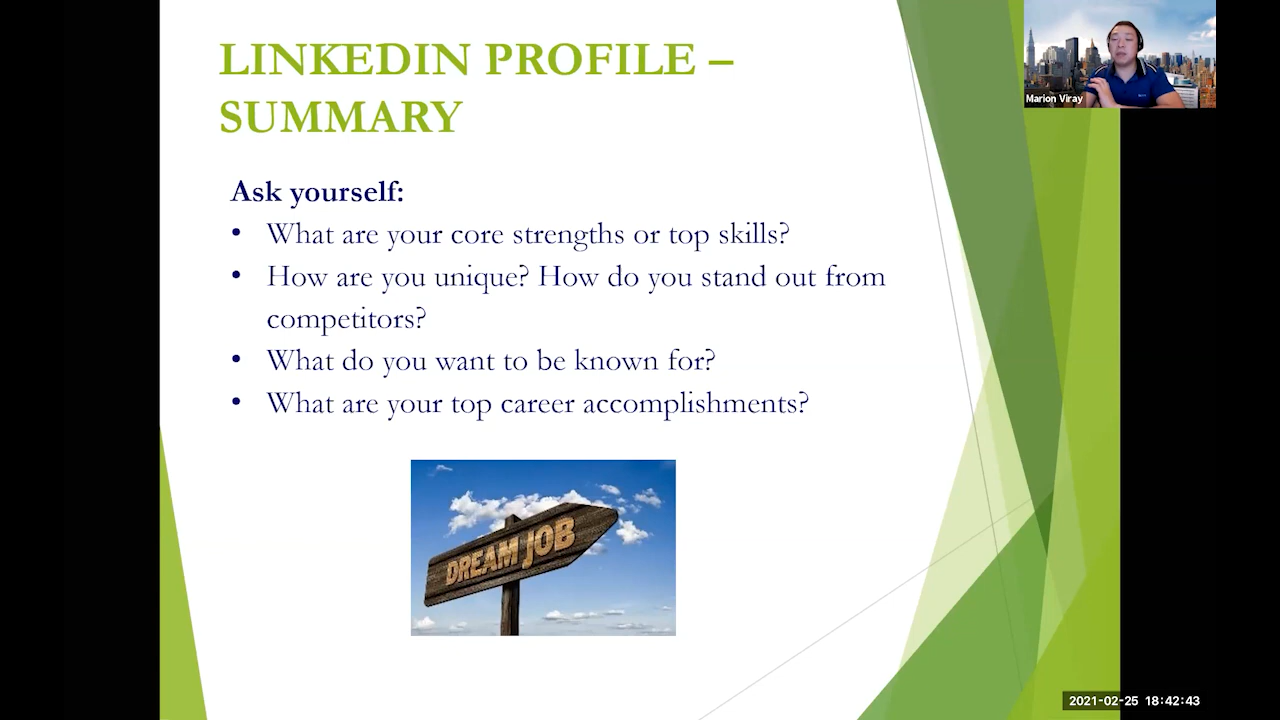 LINKEDIN PROFILE –
SUMMARY
Ask yourself:
• What are your core strengths or top skills?
• How are you unique? How do you stand out from
competitors?
• What do you want to be known for?
• What are your top career accomplishments?
DREAM JOB
Marion Viray
2021-02-25 18:42:43